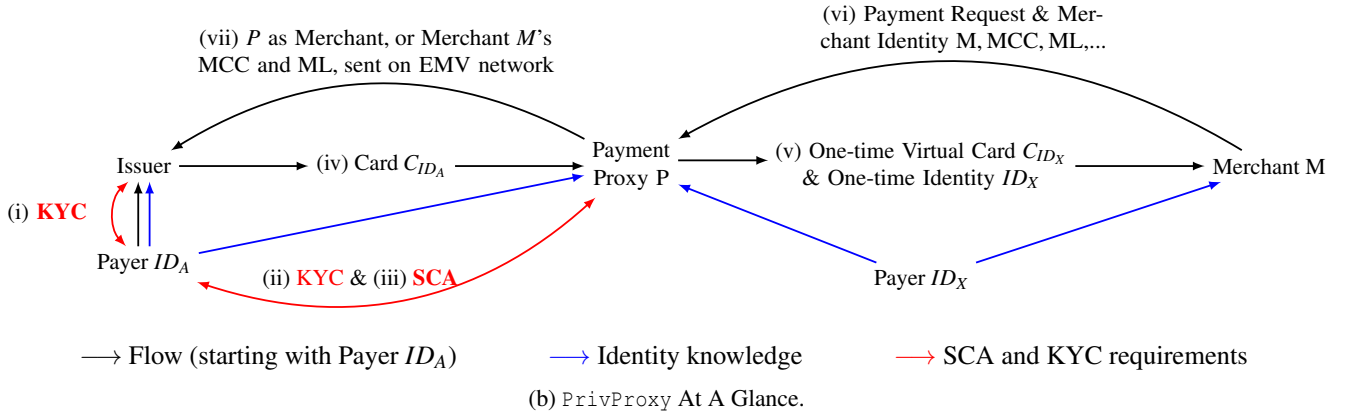 (vii) P as Merchant, or Merchant M's
MCC and ML, sent on EMV network
(vi) Payment Request & Mer-
chant Identity M, MCC, ML,...
Issuer
(iv) Card C_{ID_A}
Payment
Proxy P
(v) One-time Virtual Card C_{ID_X}
& One-time Identity ID_X
Merchant M
(i) KYC
Payer ID_A
(ii) KYC & (iii) SCA
Payer ID_X
Flow (starting with Payer ID_A)
Identity knowledge
SCA and KYC requirements
(b) PrivProxy At A Glance.